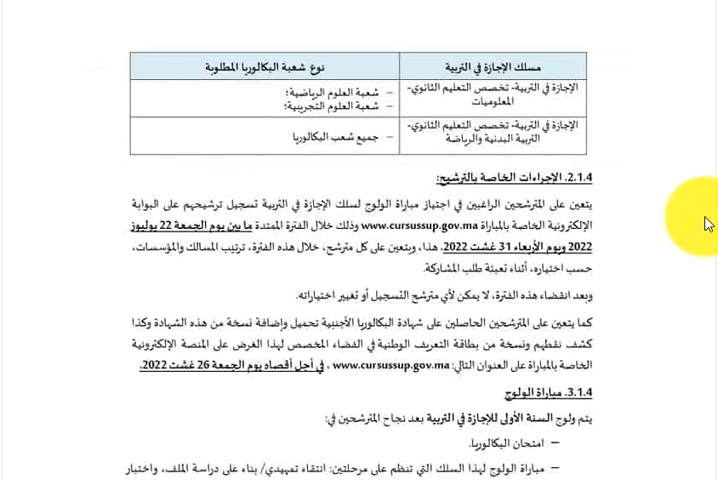 مسلك الإجازة في التربية نوع شعبة البكالوريا المطلوبة
الإجازة في التربية- تخصص التعليم الثانوي- – شعبة العلوم الرياضية؛
المعلوميات – شعبة العلوم التجريبية؛
الإجازة في التربية- تخصص التعليم الثانوي-
التربية البدنية والرياضة – جميع شعب البكالوريا
2.1.4. الإجراءات الخاصة بالترشيح:
يتعين على المترشحين الراغبين في اجتياز مباراة الولوج لسلك الإجازة في التربية تسجيل ترشيحهم على البوابة
الإلكترونية الخاصة بالمباراة www.cursussup.gov.ma وذلك خلال الفترة الممتدة ما بين يوم الجمعة 22 يوليوز
2022 ويوم الأربعاء 31 غشت 2022. هذا، ويتعين على كل مترشح، خلال هذه الفترة، ترتيب المسالك والمؤسسات،
حسب اختياره، أثناء تعبئة طلب المشاركة.
وبعد انقضاء هذه الفترة، لا يمكن لأي مترشح التسجيل أو تغيير اختياراته.
كما يتعين على المترشحين الحاصلين على شهادة البكالوريا الأجنبية تحميل وإضافة نسخة من هذه الشهادة وكذا
كشف نقطهم ونسخة من بطاقة التعريف الوطنية في الفضاء المخصص لهذا الغرض على المنصة الإلكترونية
الخاصة بالمباراة على العنوان التالي: www.cursussup.gov.ma ، في أجل أقصاه يوم الجمعة 26 غشت 2022.
3.1.4. مباراة الولوج
يتم ولوج السنة الأولى للإجازة في التربية بعد نجاح المترشحين في:
– امتحان البكالوريا.
– مباراة الولوج لهذا السلك التي تنظم على مرحلتين: انتقاء تمهيدي/ بناء على دراسة الملف، واختبار